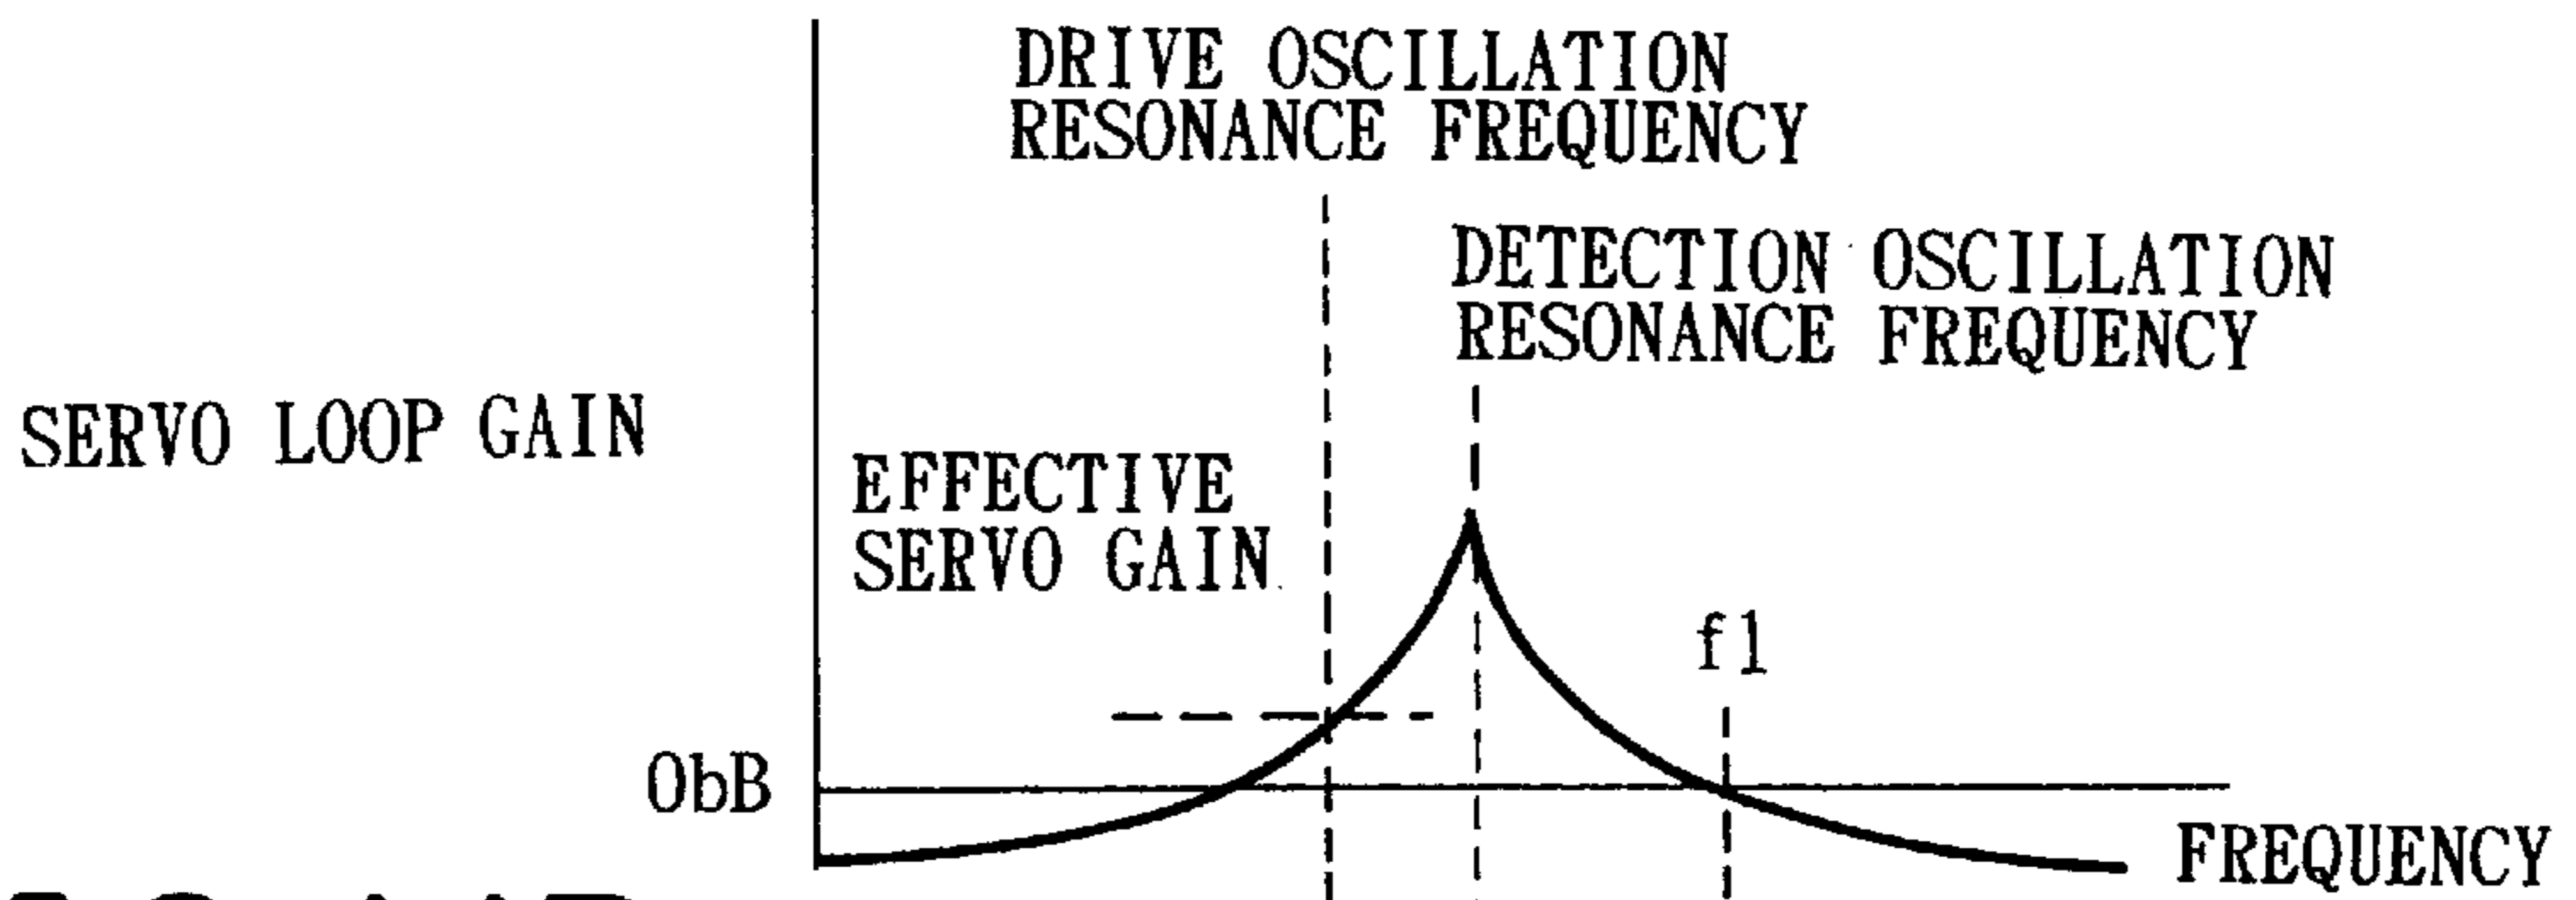 DRIVE OSCILLATION
RESONANCE FREQUENCY
DETECTION OSCILLATION
RESONANCE FREQUENCY
SERVO LOOP GAIN
EFFECTIVE
SERVO GAIN
f1
0bB
FREQUENCY